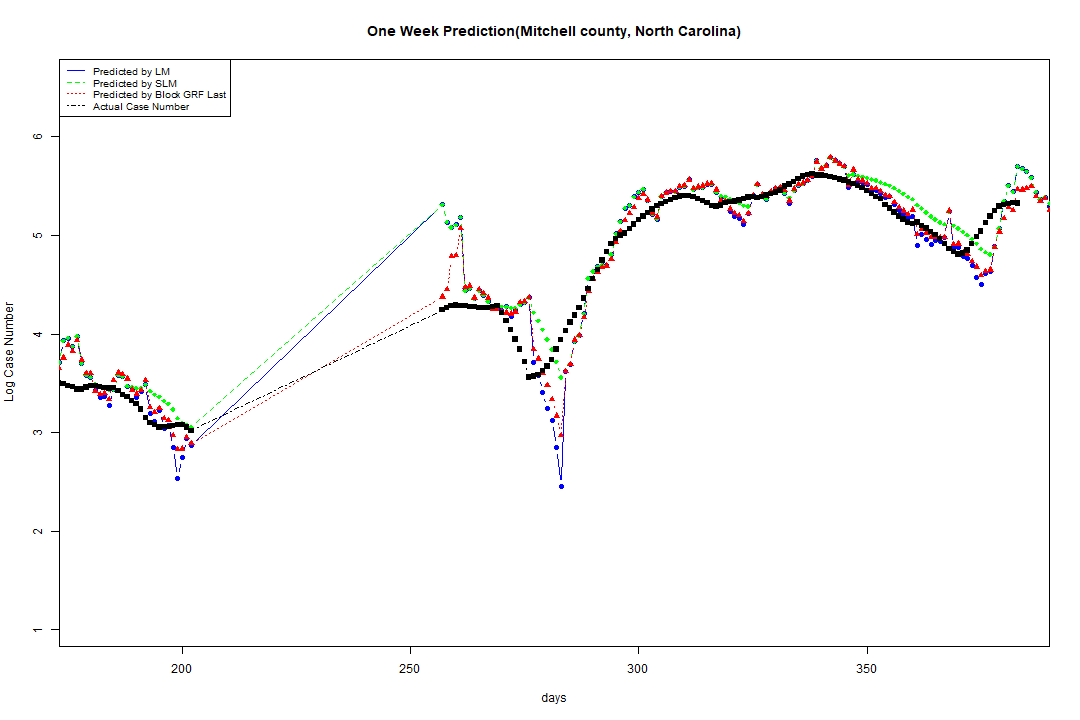 One Week Prediction(Mitchell county, North Carolina)
Predicted by LM
Predicted by SLM
Predicted by Block GRF Last
Actual Case Number
6
5
4
3
2
1
Log Case Number
200 250 300 350
days